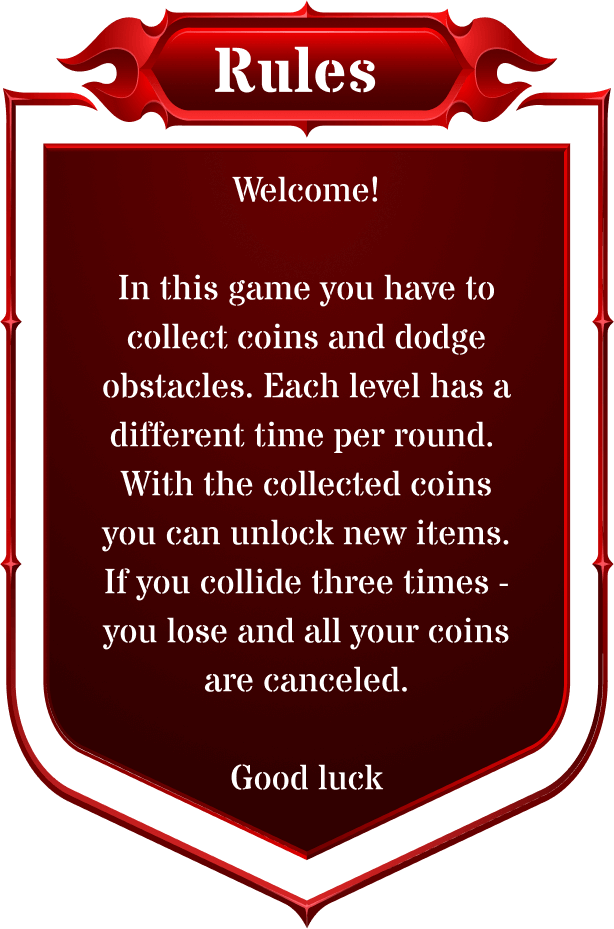 Rules
Welcome!
In this game you have to
collect coins and dodge
obstacles. Each level has a
different time per round.
With the collected coins
you can unlock new items.
If you collide three times -
you lose and all your coins
are canceled.
Good luck